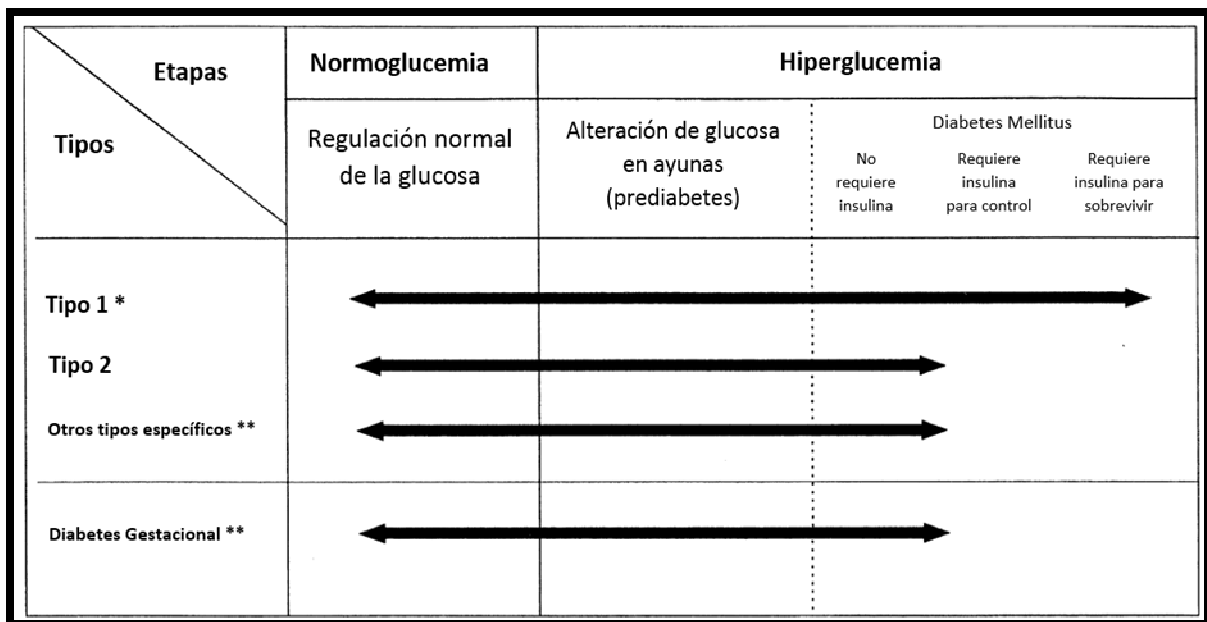 Etapas
Tipos
Normoglucemia
Hiperglucemia
Regulación normal
de la glucosa
Alteración de glucosa
en ayunas
(prediabetes)
Diabetes Mellitus
No
requiere
insulina
Requiere
insulina
para control
Requiere
insulina para
sobrevivir
Tipo 1 *
Tipo 2
Otros tipos específicos **
Diabetes Gestacional **